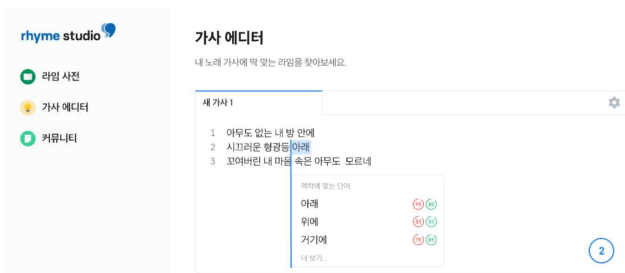 rhyme studio
라임 사전
가사 에디터
커뮤니티
가사 에디터
내 노래 가사에 딱 맞는 라임을 찾아보세요.
새 가사 1
1 아무도 없는 내 방 안에
2 시끄러운 형광등 아래
3 꼬여버린 내 마음 속은 아무도 모르네
맥락에 맞는 단어
아래
위에
거기에
더 보기..
2